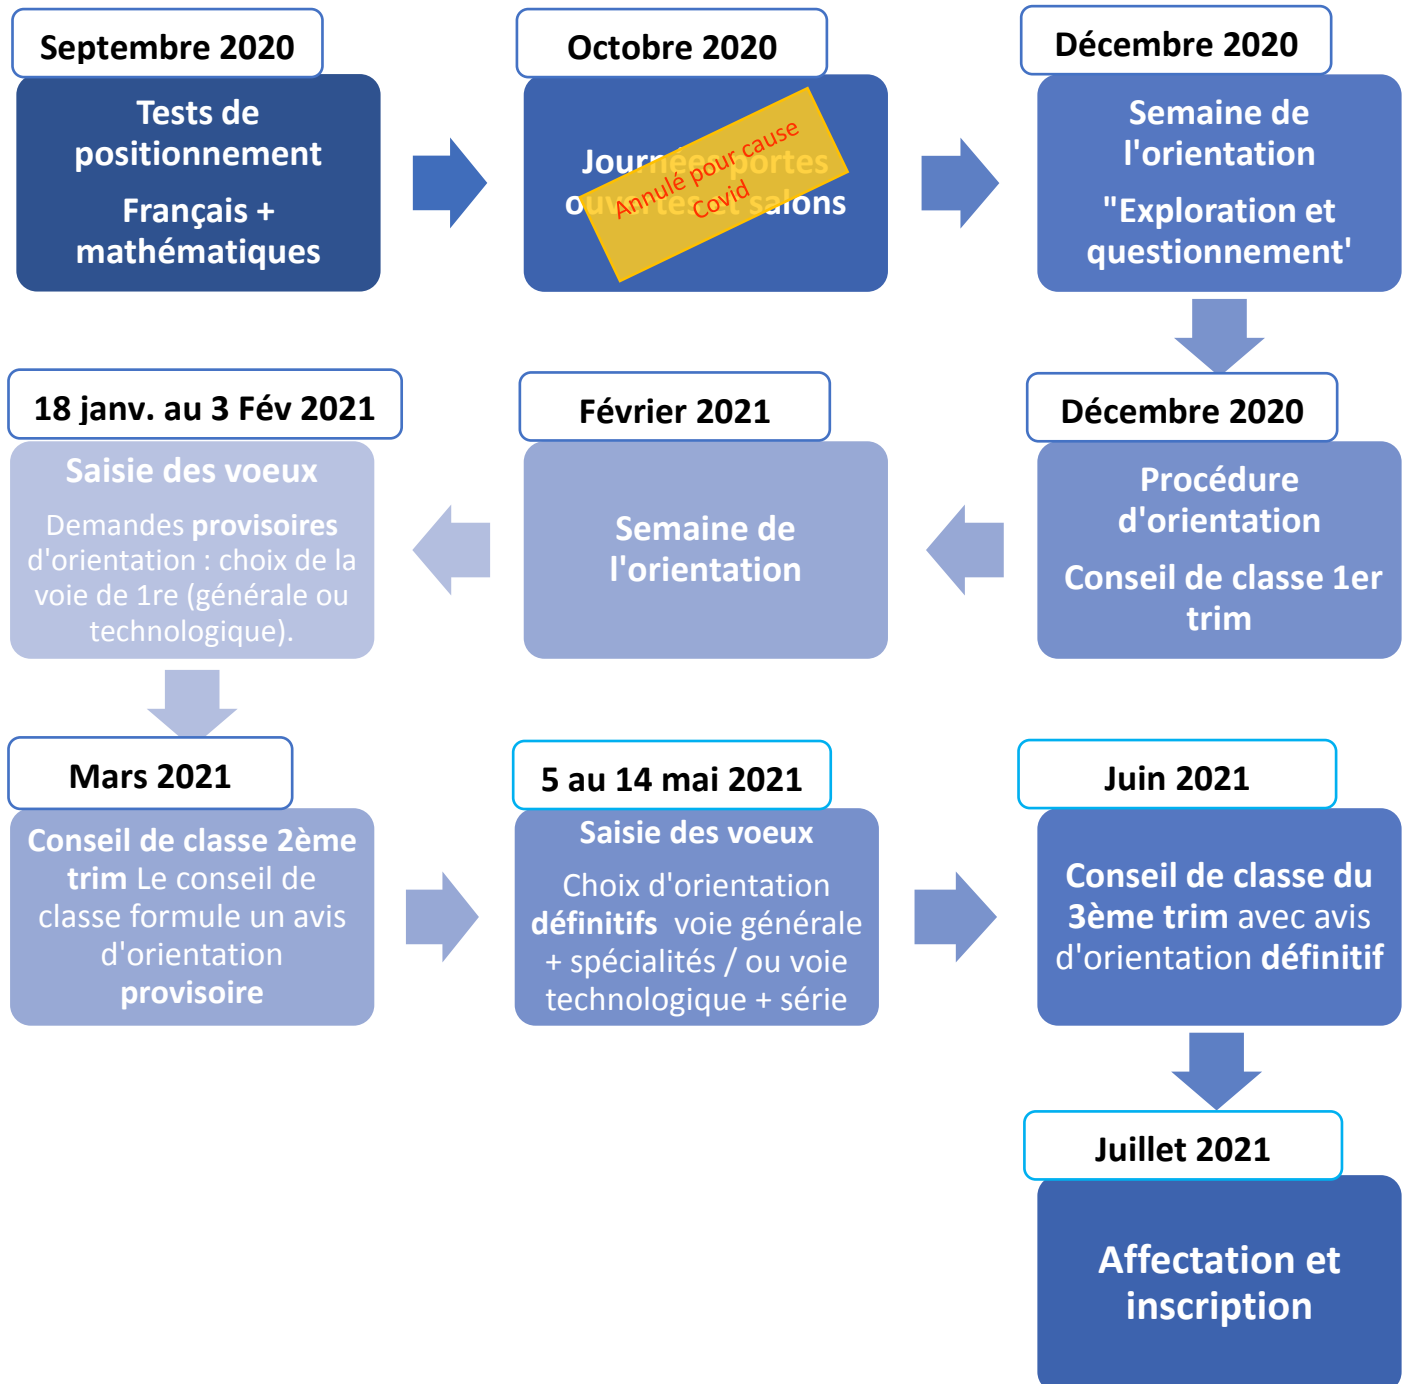 Septembre 2020
Tests de
positionnement
Français +
mathématiques
Octobre 2020
Journées portes
ouvertes et salons
Annulé pour cause
Covid
Décembre 2020
Semaine de
l'orientation
"Exploration et
questionnement'
Décembre 2020
Procédure
d'orientation
Conseil de classe 1er
trim
Février 2021
Semaine de
l'orientation
18 janv. au 3 Fév 2021
Saisie des voeux
Demandes provisoires
d'orientation : choix de la
voie de 1re (générale ou
technologique).
Mars 2021
Conseil de classe 2ème
trim Le conseil de
classe formule un avis
d'orientation
provisoire
5 au 14 mai 2021
Saisie des voeux
Choix d'orientation
définitifs  voie générale
+ spécialités / ou voie
technologique + série
Juin 2021
Conseil de classe du
3ème trim avec avis
d'orientation définitif
Juillet 2021
Affectation et
inscription